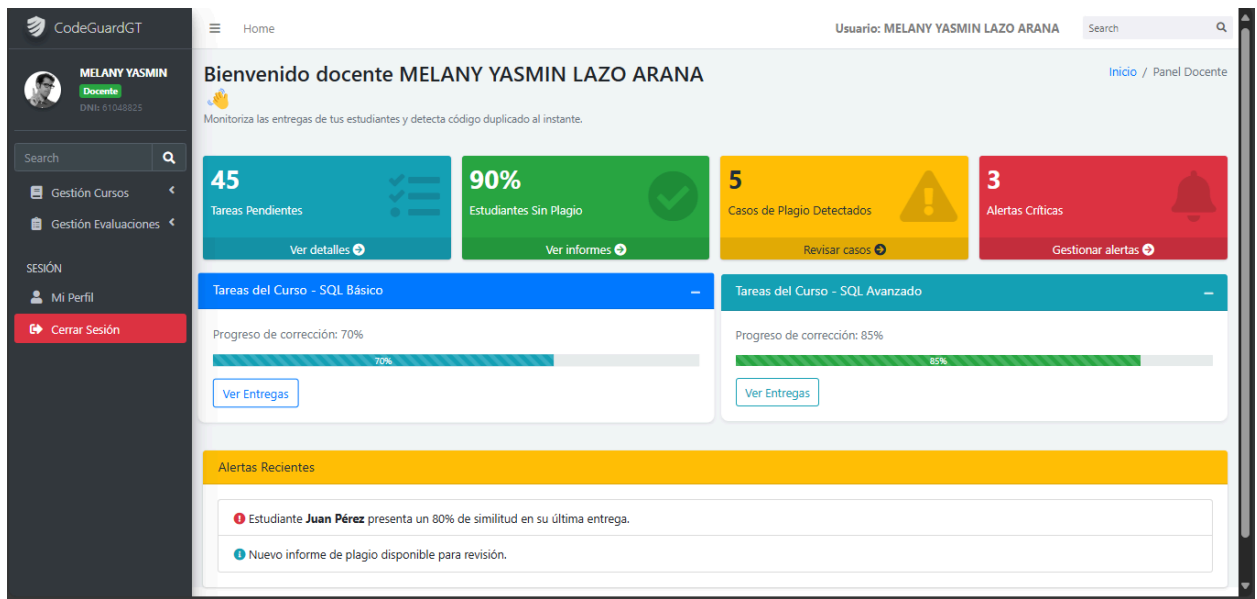 CodeGuardGT
Home
Usuario: MELANY YASMIN LAZO ARANA
Search
MELANY YASMIN
Docente
DNI: 61048825
Search
Gestión Cursos
Gestión Evaluaciones
SESIÓN
Mi Perfil
Cerrar Sesión
Bienvenido docente MELANY YASMIN LAZO ARANA
Inicio / Panel Docente
Monitoriza las entregas de tus estudiantes y detecta código duplicado al instante.
45
Tareas Pendientes
Ver detalles
90%
Estudiantes Sin Plagio
Ver informes
5
Casos de Plagio Detectados
Revisar casos
3
Alertas Críticas
Gestionar alertas
Tareas del Curso - SQL Básico
Progreso de corrección: 70%
70%
Ver Entregas
Tareas del Curso - SQL Avanzado
Progreso de corrección: 85%
85%
Ver Entregas
Alertas Recientes
Estudiante Juan Pérez presenta un 80% de similitud en su última entrega.
Nuevo informe de plagio disponible para revisión.